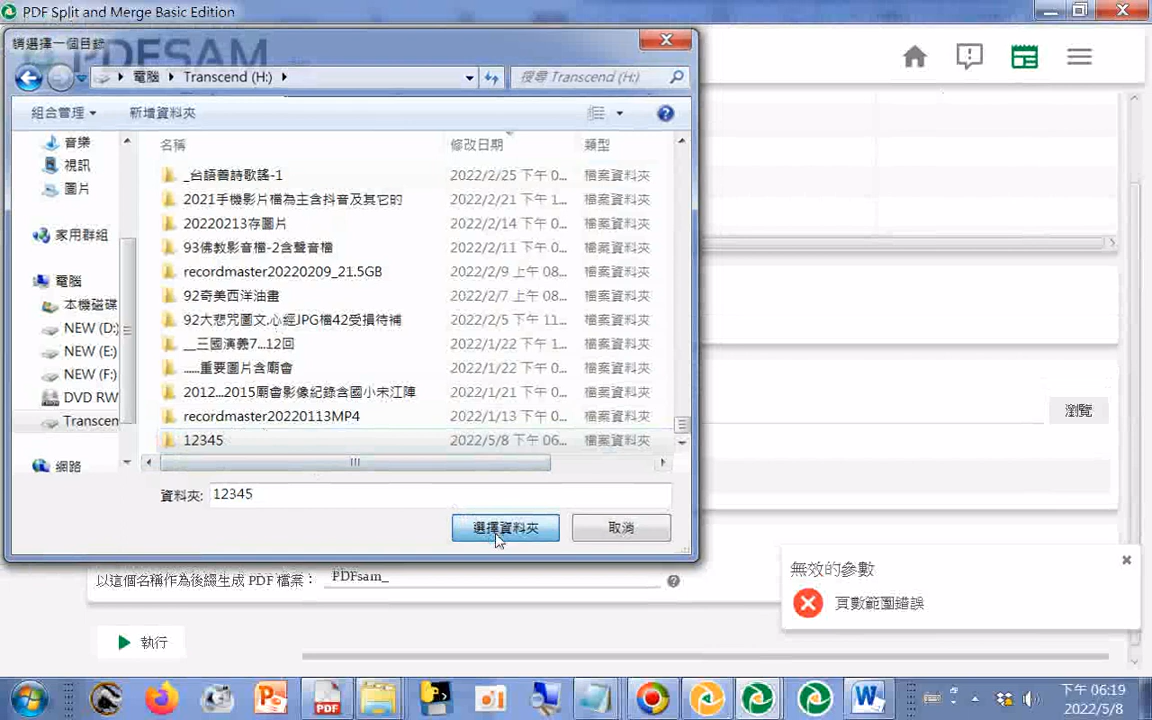 PDF Split and Merge Basic Edition
請選擇一個目錄
PDFSAM
電腦 Transcend (H:)
搜尋 Transcend (H:)
組合管理
新增資料夾
名稱 修改日期 類型
音樂
視訊
圖片
家用群組
電腦
本機磁碟
NEW (D:)
NEW (E:)
NEW (F:)
DVD RW
Transcen
網路
_台語善詩歌謠-1 2022/2/25 下午 0... 檔案資料夾
2021手機影片檔為主含抖音及其它的 2022/2/21 下午 1... 檔案資料夾
20220213存圖片 2022/2/14 下午 0... 檔案資料夾
93佛教影音檔-2含聲音檔 2022/2/11 下午 0... 檔案資料夾
recordmaster20220209_21.5GB 2022/2/9 上午 08... 檔案資料夾
92奇美西洋油畫 2022/2/7 上午 08... 檔案資料夾
92大悲咒圖文.心經JPG檔42受損待補 2022/2/5 下午 11... 檔案資料夾
__三國演義7...12回 2022/1/22 下午 1... 檔案資料夾
......重要圖片含廟會 2022/1/22 下午 0... 檔案資料夾
2012...2015廟會影像紀錄含國小宋江陣 2022/1/21 下午 0... 檔案資料夾
recordmaster20220113MP4 2022/1/13 下午 0... 檔案資料夾
12345 2022/5/8 下午 06... 檔案資料夾
資料夾: 12345
選擇資料夾 取消
瀏覽
以這個名稱作為後綴生成 PDF 檔案： PDFsam_
無效的參數
頁數範圍錯誤
執行
PDF
下午 06:19
2022/5/8